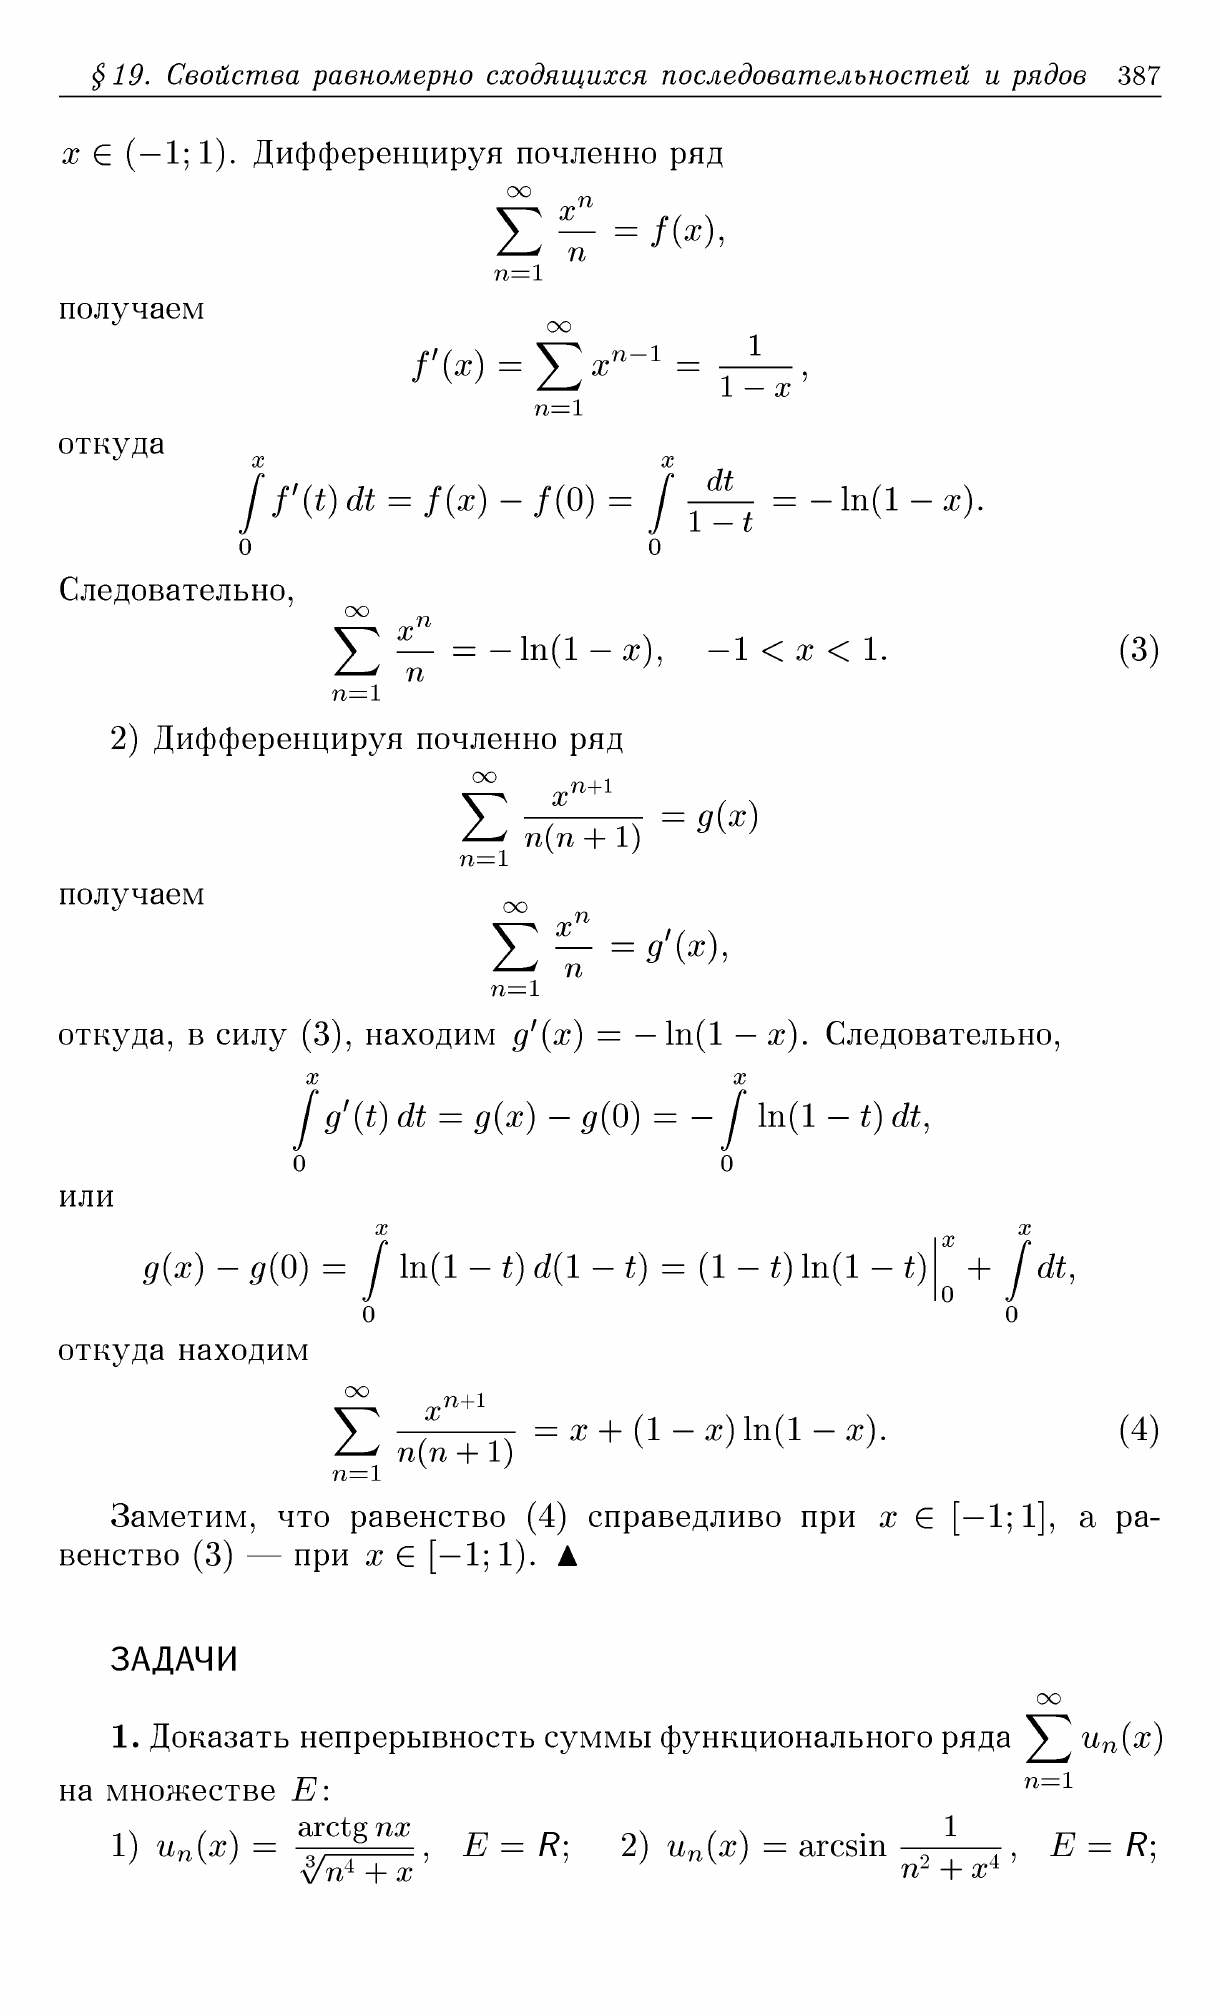 § 19. Свойства равномерно сходящихся последовательностей и рядов 387
x ∈ (−1; 1). Дифференцируя почленно ряд
$\sum_{n=1}^{\infty} \frac{x^n}{n} = f(x),$
получаем
$f'(x) = \sum_{n=1}^{\infty} x^{n-1} = \frac{1}{1-x},$
откуда
$\int_0^x f'(t)\,dt = f(x) - f(0) = \int_0^x \frac{dt}{1-t} = -\ln(1-x).$
Следовательно,
$\sum_{n=1}^{\infty} \frac{x^n}{n} = -\ln(1-x), \quad -1 < x < 1.$ (3)
2) Дифференцируя почленно ряд
$\sum_{n=1}^{\infty} \frac{x^{n+1}}{n(n+1)} = g(x)$
получаем
$\sum_{n=1}^{\infty} \frac{x^n}{n} = g'(x),$
откуда, в силу (3), находим g′(x) = − ln(1 − x). Следовательно,
$\int_0^x g'(t)\,dt = g(x) - g(0) = -\int_0^x \ln(1-t)\,dt,$
или
$g(x) - g(0) = \int_0^x \ln(1-t)\,d(1-t) = (1-t)\ln(1-t)\Big|_0^x + \int_0^x dt,$
откуда находим
$\sum_{n=1}^{\infty} \frac{x^{n+1}}{n(n+1)} = x + (1-x)\ln(1-x).$ (4)
Заметим, что равенство (4) справедливо при x ∈ [−1; 1], а ра-
венство (3) — при x ∈ [−1; 1). ▲
ЗАДАЧИ
1. Доказать непрерывность суммы функционального ряда $\sum_{n=1}^{\infty} u_n(x)$
на множестве E:
1) $u_n(x) = \frac{\operatorname{arctg} nx}{\sqrt[3]{n^4+x}}$, E = R; 2) $u_n(x) = \arcsin \frac{1}{n^2+x^4}$, E = R;